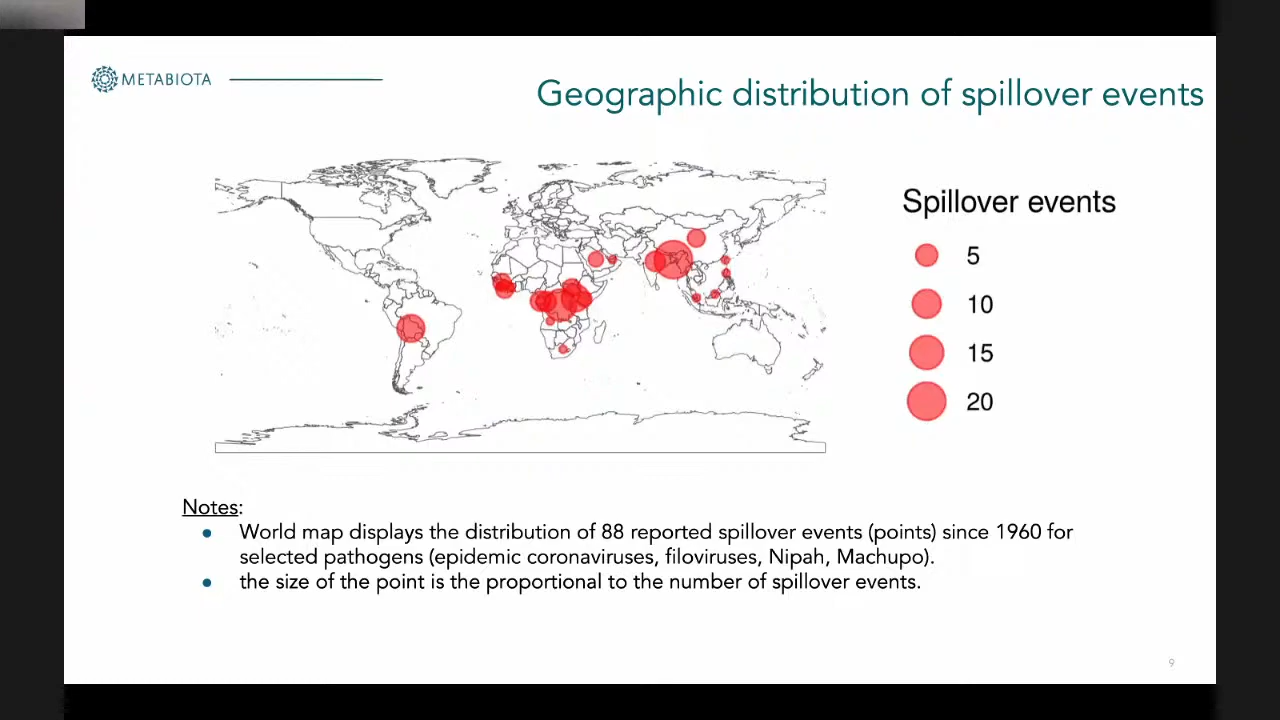 METABIOTA
Geographic distribution of spillover events
Spillover events
5
10
15
20
Notes:
● World map displays the distribution of 88 reported spillover events (points) since 1960 for
selected pathogens (epidemic coronaviruses, filoviruses, Nipah, Machupo).
● the size of the point is the proportional to the number of spillover events.
9